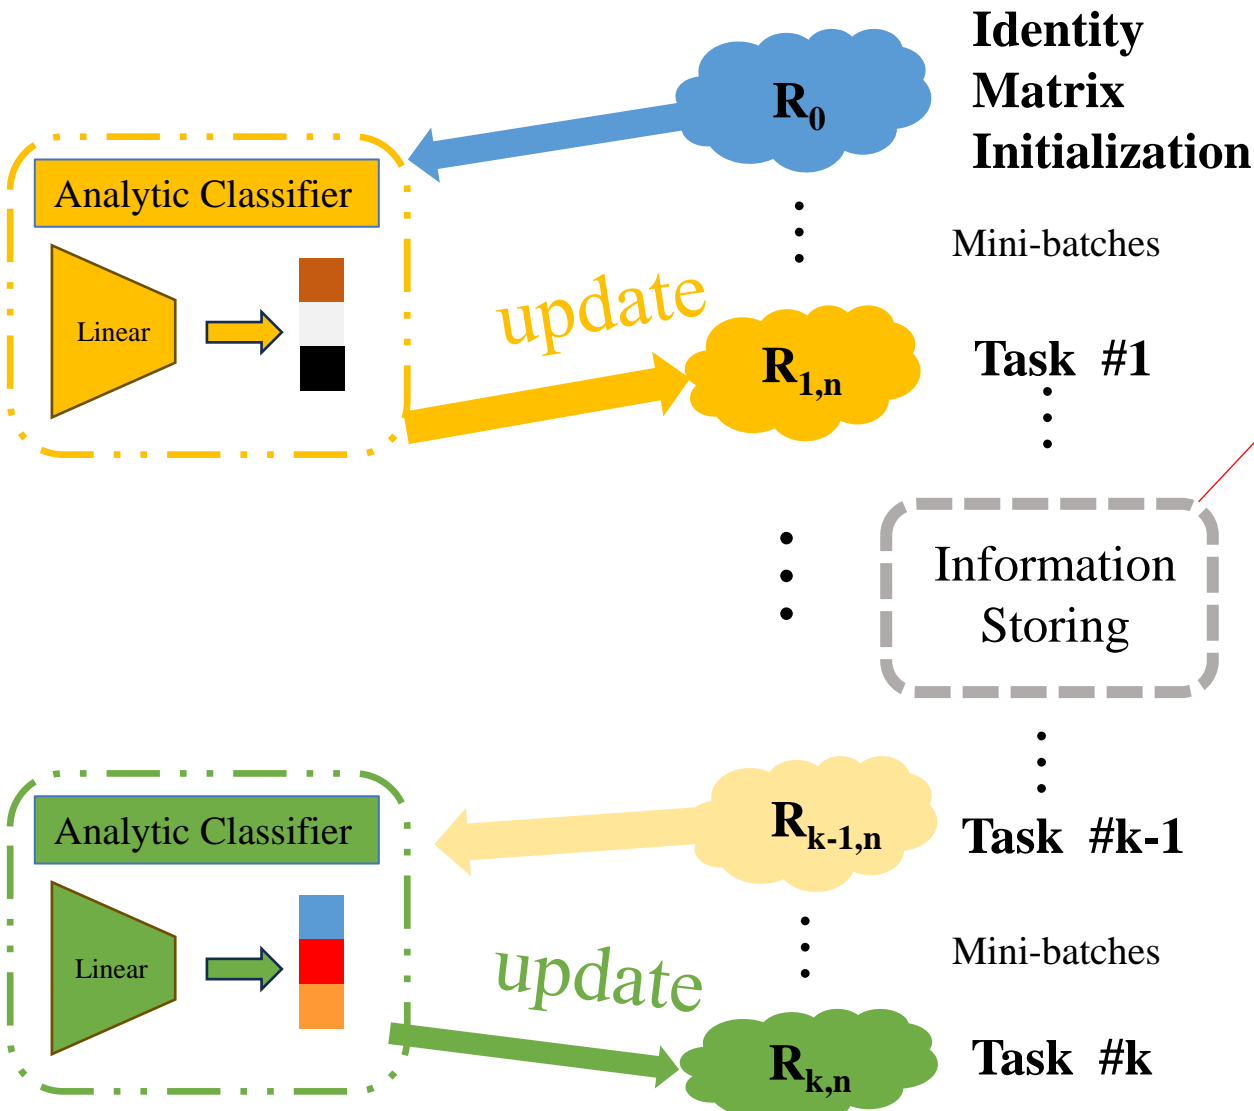 Identity
Matrix
Initialization
R0
Analytic Classifier
Mini-batches
Linear
update
R1,n
Task #1
Information
Storing
Rk-1,n
Task #k-1
Analytic Classifier
Mini-batches
Linear
update
Rk,n
Task #k